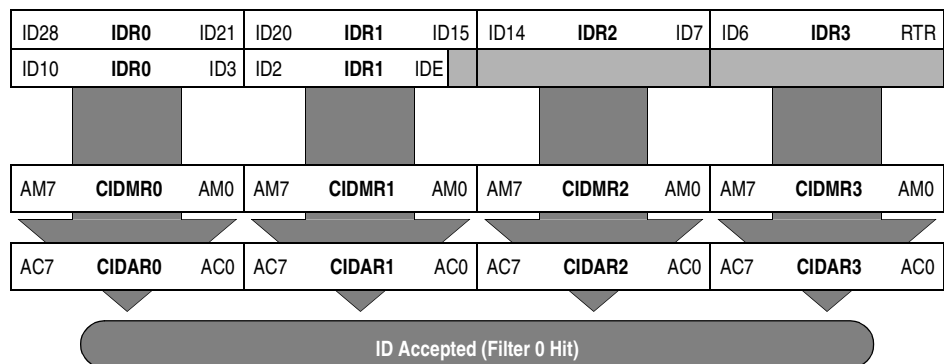 ID28 IDR0 ID21 ID20 IDR1 ID15 ID14 IDR2 ID7 ID6 IDR3 RTR
ID10 IDR0 ID3 ID2 IDR1 IDE
AM7 CIDMR0 AM0 AM7 CIDMR1 AM0 AM7 CIDMR2 AM0 AM7 CIDMR3 AM0
AC7 CIDAR0 AC0 AC7 CIDAR1 AC0 AC7 CIDAR2 AC0 AC7 CIDAR3 AC0
ID Accepted (Filter 0 Hit)